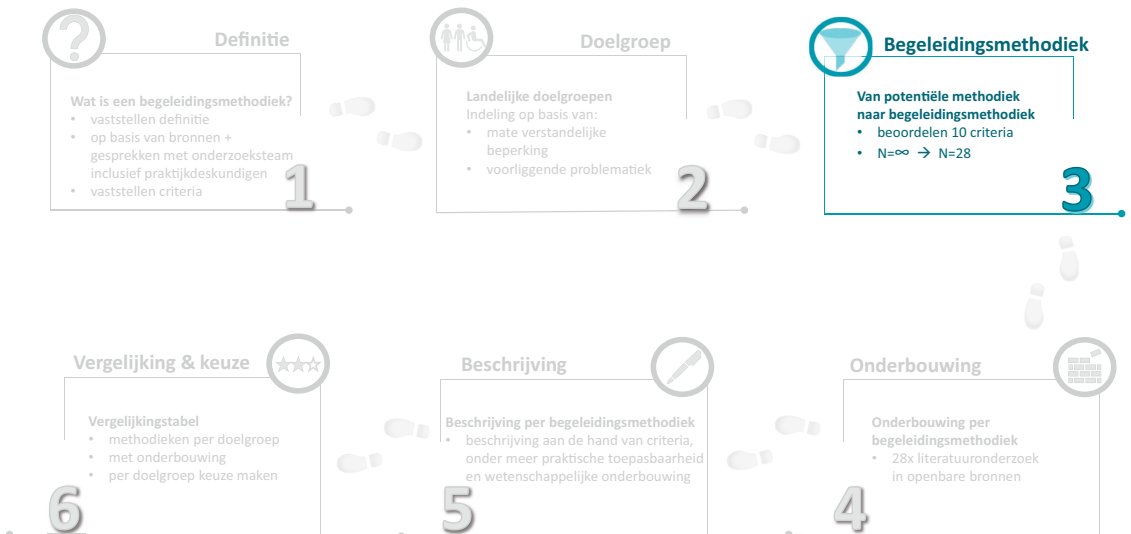 Definitie
Wat is een begeleidingsmethodiek?
• vaststellen definitie
• op basis van bronnen +
gesprekken met onderzoeksteam
inclusief praktijkdeskundigen
• vaststellen criteria
1
Doelgroep
Landelijke doelgroepen
Indeling op basis van:
• mate verstandelijke
beperking
• voorliggende problematiek
2
Begeleidingsmethodiek
Van potentiële methodiek
naar begeleidingsmethodiek
• beoordelen 10 criteria
• N=∞ → N=28
3
Vergelijking & keuze
Vergelijkingstabel
• methodieken per doelgroep
• met onderbouwing
• per doelgroep keuze maken
6
Beschrijving
Beschrijving per begeleidingsmethodiek
• beschrijving aan de hand van criteria,
onder meer praktische toepasbaarheid
en wetenschappelijke onderbouwing
5
Onderbouwing
Onderbouwing per
begeleidingsmethodiek
• 28x literatuuronderzoek
in openbare bronnen
4